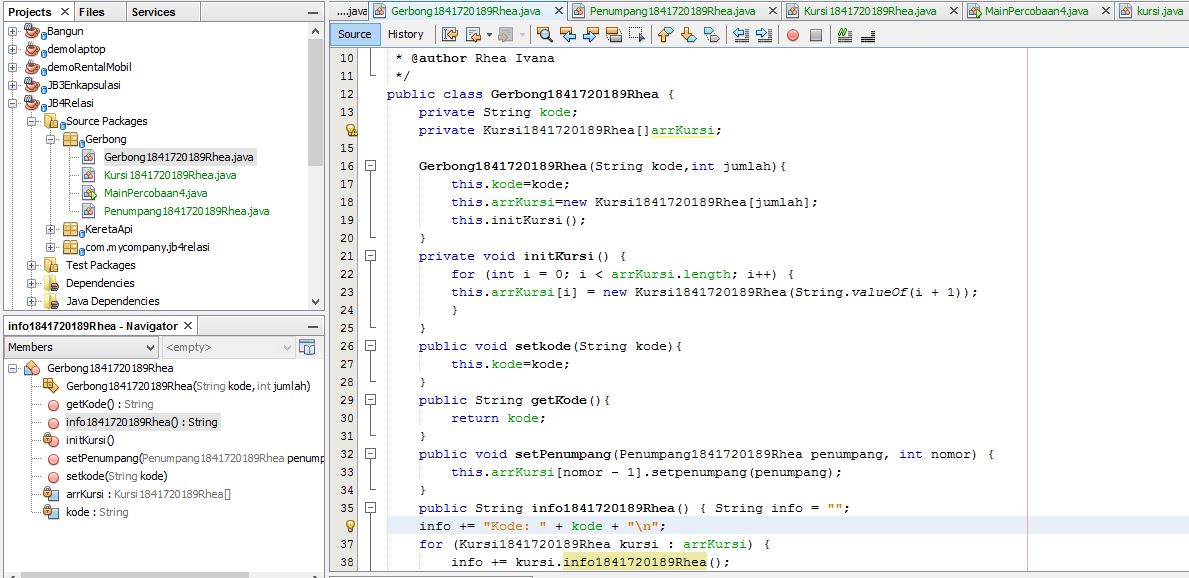 Projects Files Services
Bangun
demolaptop
demoRentalMobil
JB3Enkapsulasi
JB4Relasi
Source Packages
Gerbong
Gerbong1841720189Rhea.java
Kursi1841720189Rhea.java
MainPercobaan4.java
Penumpang1841720189Rhea.java
KeretaApi
com.mycompany.jb4relasi
Test Packages
Dependencies
Java Dependencies
info1841720189Rhea - Navigator
Members <empty>
Gerbong1841720189Rhea
Gerbong1841720189Rhea(String kode, int jumlah)
getKode() : String
info1841720189Rhea() : String
initKursi()
setPenumpang(Penumpang1841720189Rhea penump
setkode(String kode)
arrKursi : Kursi1841720189Rhea[]
kode : String
....java Gerbong1841720189Rhea.java Penumpang1841720189Rhea.java Kursi1841720189Rhea.java MainPercobaan4.java kursi.java
Source History
10 * @author Rhea Ivana
11 */
12 public class Gerbong1841720189Rhea {
13 private String kode;
private Kursi1841720189Rhea[]arrKursi;
15
16 Gerbong1841720189Rhea(String kode,int jumlah){
17 this.kode=kode;
18 this.arrKursi=new Kursi1841720189Rhea[jumlah];
19 this.initKursi();
20 }
21 private void initKursi() {
22 for (int i = 0; i < arrKursi.length; i++) {
23 this.arrKursi[i] = new Kursi1841720189Rhea(String.valueOf(i + 1));
24 }
25 }
26 public void setkode(String kode){
27 this.kode=kode;
28 }
29 public String getKode(){
30 return kode;
31 }
32 public void setPenumpang(Penumpang1841720189Rhea penumpang, int nomor) {
33 this.arrKursi[nomor - 1].setpenumpang(penumpang);
34 }
35 public String info1841720189Rhea() { String info = "";
info += "Kode: " + kode + "\n";
37 for (Kursi1841720189Rhea kursi : arrKursi) {
38 info += kursi.info1841720189Rhea();